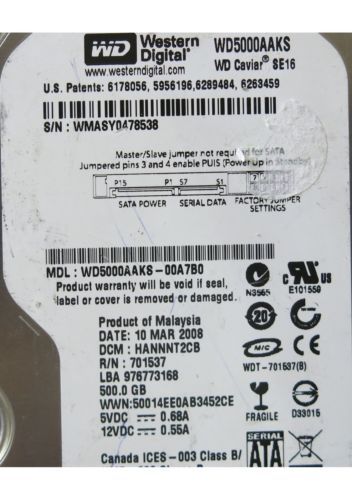 WD Western Digital® WD5000AAKS
www.westerndigital.com WD Caviar® SE16
U.S. Patents: 6178056, 5956196, 6289484, 6263459
S/N : WMASY0478538
Master/Slave jumper not required for SATA
Jumpered pins 3 and 4 enable PUIS (Power Up in Standby)
P15 P1 S7 S1
SATA POWER SERIAL DATA FACTORY JUMPER SETTINGS
MDL : WD5000AAKS-00A7B0
Product warranty will be void if seal,
label or cover is removed or damaged.
N3565 E101559
C US
20
Product of Malaysia
DATE: 10 MAR 2008
DCM : HANNNT2CB
R/N : 701537
M/C
LBA 976773168
WDT-701537(B)
500.0 GB
WWN:50014EE0AB3452CE
5VDC 0.68A
12VDC 0.55A
FRAGILE D33015
Canada ICES-003 Class B/
SERIAL
ATA